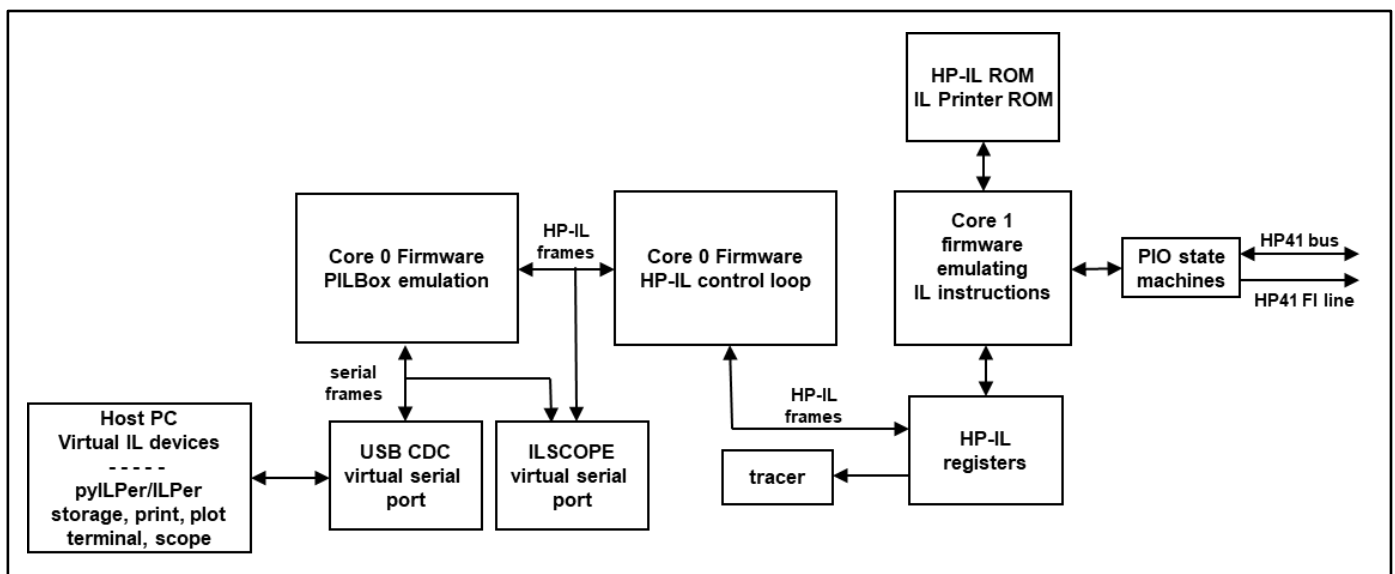 HP-IL ROM
IL Printer ROM
Core 0 Firmware
PILBox emulation
HP-IL
frames
Core 0 Firmware
HP-IL control loop
Core 1
firmware
emulating
IL instructions
PIO state
machines
HP41 bus
HP41 FI line
serial
frames
HP-IL
frames
Host PC
Virtual IL devices
- - - - -
pyILPer/ILPer
storage, print, plot
terminal, scope
USB CDC
virtual serial
port
ILSCOPE
virtual serial
port
tracer
HP-IL
registers